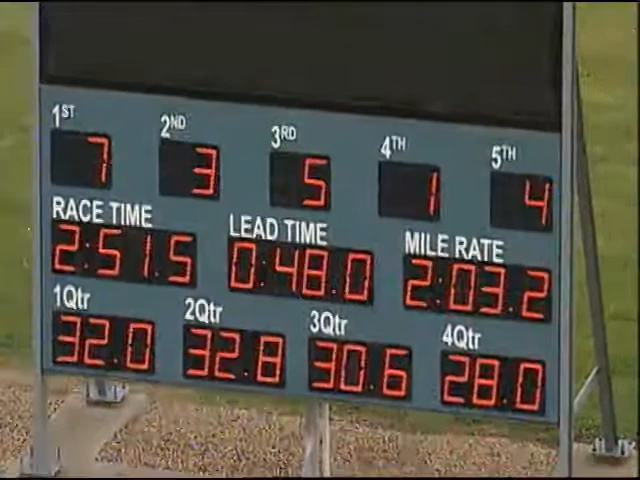 1ST 2ND 3RD 4TH 5TH
7 3 5 1 4
RACE TIME LEAD TIME MILE RATE
2:51.5 0:48.0 2:03.2
1Qtr 2Qtr 3Qtr 4Qtr
32.0 32.8 30.6 28.0